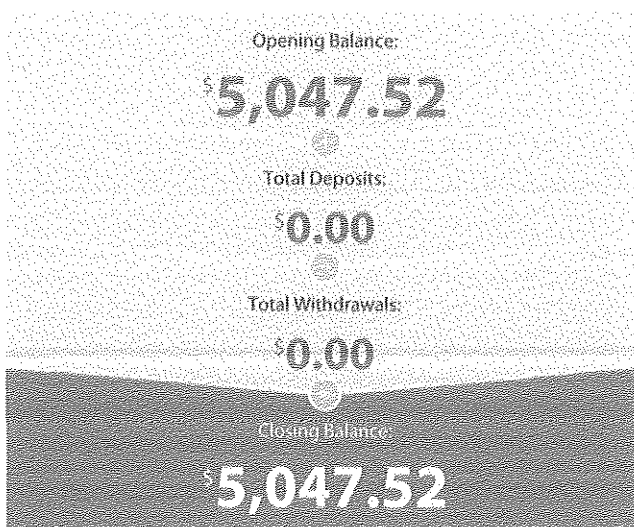 Opening Balance:
$5,047.52
Total Deposits:
$0.00
Total Withdrawals:
$0.00
Closing Balance:
$5,047.52